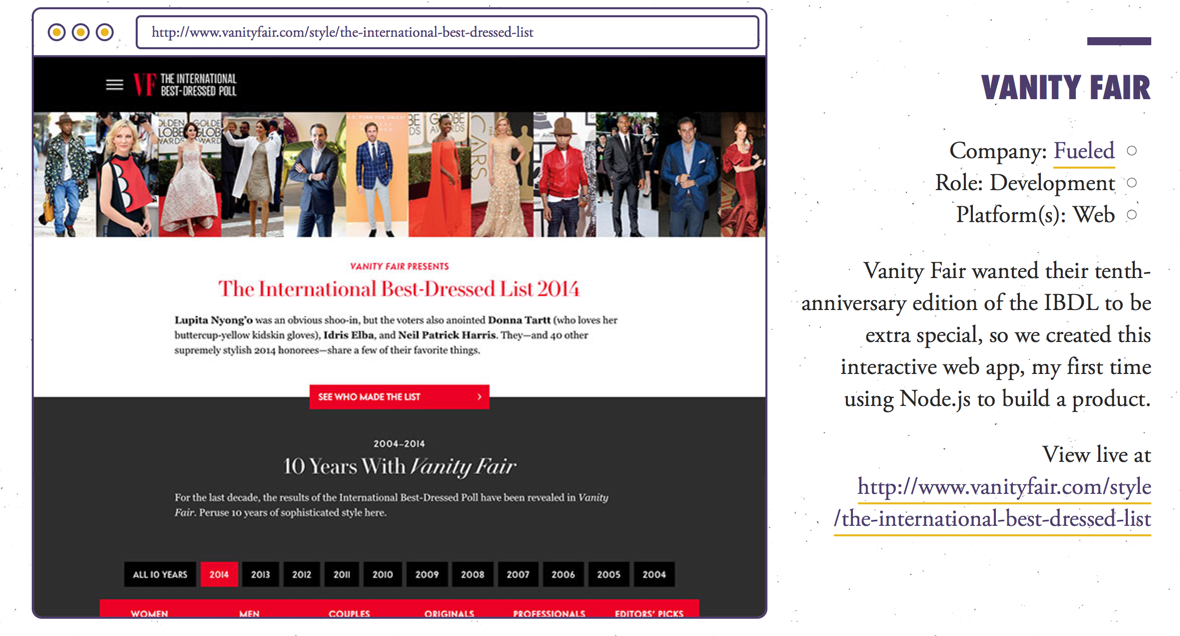 http://www.vanityfair.com/style/the-international-best-dressed-list
VF THE INTERNATIONAL
BEST-DRESSED POLL
VANITY FAIR PRESENTS
The International Best-Dressed List 2014
Lupita Nyong'o was an obvious shoo-in, but the voters also anointed Donna Tartt (who loves her
buttercup-yellow kidskin gloves), Idris Elba, and Neil Patrick Harris. They—and 40 other
supremely stylish 2014 honorees—share a few of their favorite things.
SEE WHO MADE THE LIST
2004–2014
10 Years With Vanity Fair
For the last decade, the results of the International Best-Dressed Poll have been revealed in Vanity
Fair. Peruse 10 years of sophisticated style here.
ALL 10 YEARS 2014 2013 2012 2011 2010 2009 2008 2007 2006 2005 2004
WOMEN MEN COUPLES ORIGINALS PROFESSIONALS EDITORS' PICKS
VANITY FAIR
Company: Fueled
Role: Development
Platform(s): Web
Vanity Fair wanted their tenth-
anniversary edition of the IBDL to be
extra special, so we created this
interactive web app, my first time
using Node.js to build a product.
View live at
http://www.vanityfair.com/style
/the-international-best-dressed-list